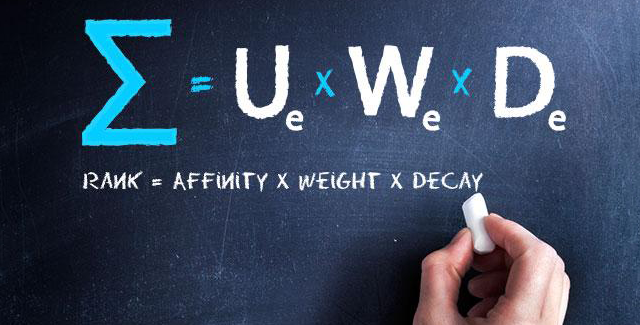 Σ = Ue x We x De
RANK = AFFINITY X WEIGHT X DECAY